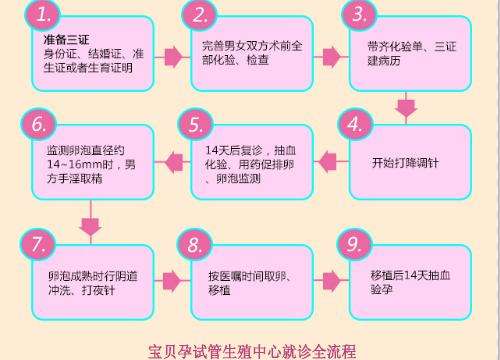 1.
准备三证
身份证、结婚证、准
生证或者生育证明
2.
完善男女双方术前全
部化验、检查
3.
带齐化验单、三证
建病历
4.
开始打降调针
5.
14天后复诊，抽血
化验、用药促排卵
、卵泡监测
6.
监测卵泡直径约
14~16mm时，男
方手淫取精
7.
卵泡成熟时行阴道
冲洗、打夜针
8.
按医嘱时间取卵、
移植
9.
移植后14天抽血
验孕
宝贝孕试管生殖中心就诊全流程